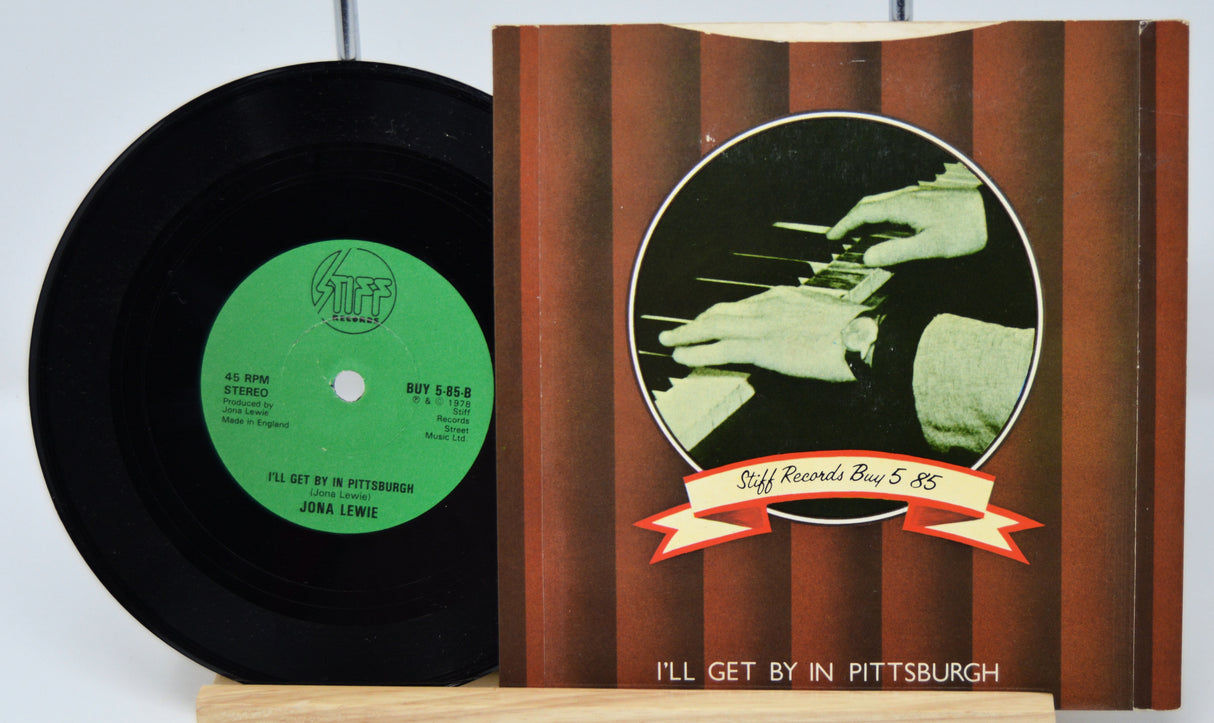 STIFF
RECORDS
45 RPM
STEREO
Produced by
Jona Lewie
Made in England
BUY 5-85-B
Ⓟ & © 1978
Stiff
Records
Street
Music Ltd.
I'LL GET BY IN PITTSBURGH
(Jona Lewie)
JONA LEWIE
Stiff Records Buy 5 85
I'LL GET BY IN PITTSBURGH